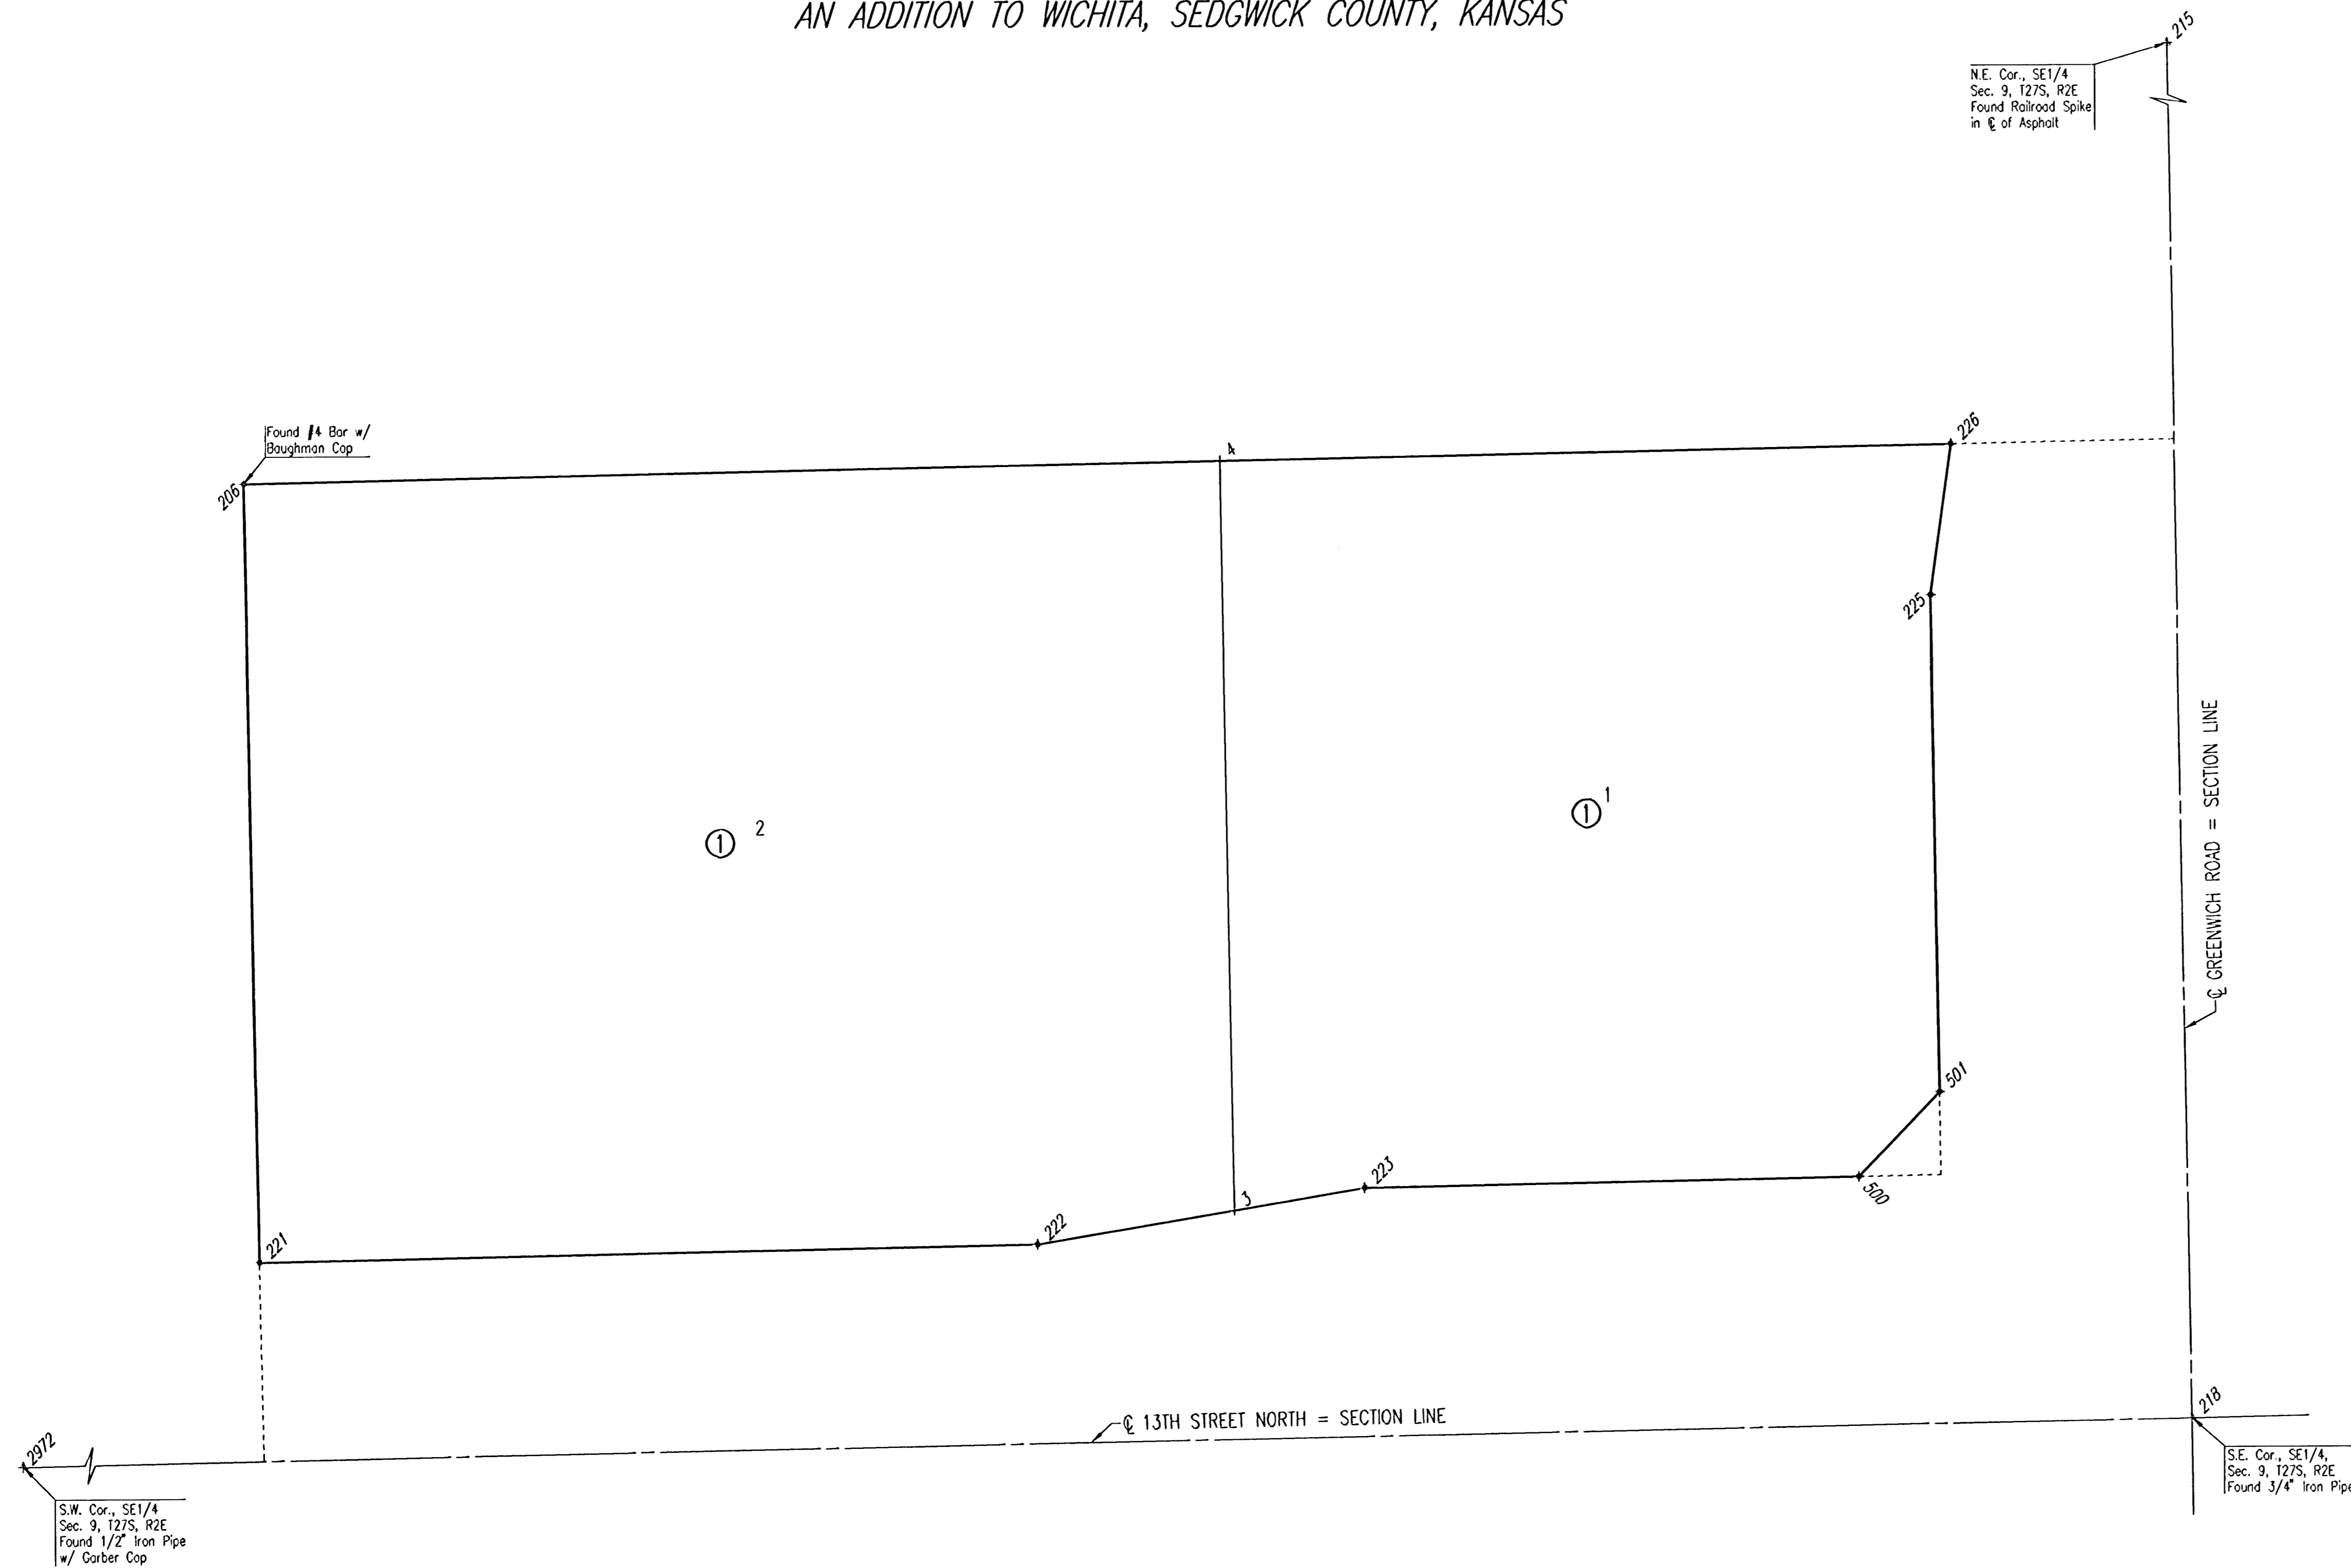 AN ADDITION TO WICHITA, SEDGWICK COUNTY, KANSAS
215
N.E. Cor., SE1/4
Sec. 9, T27S, R2E
Found Railroad Spike
in ℄ of Asphalt
Found #4 Bar w/
Baughman Cap
206
4
226
225
① 2
① 1
℄ GREENWICH ROAD = SECTION LINE
501
500
223
3
222
221
℄ 13TH STREET NORTH = SECTION LINE
218
S.E. Cor., SE1/4,
Sec. 9, T27S, R2E
Found 3/4" Iron Pipe
2972
S.W. Cor., SE1/4
Sec. 9, T27S, R2E
Found 1/2" Iron Pipe
w/ Garber Cap